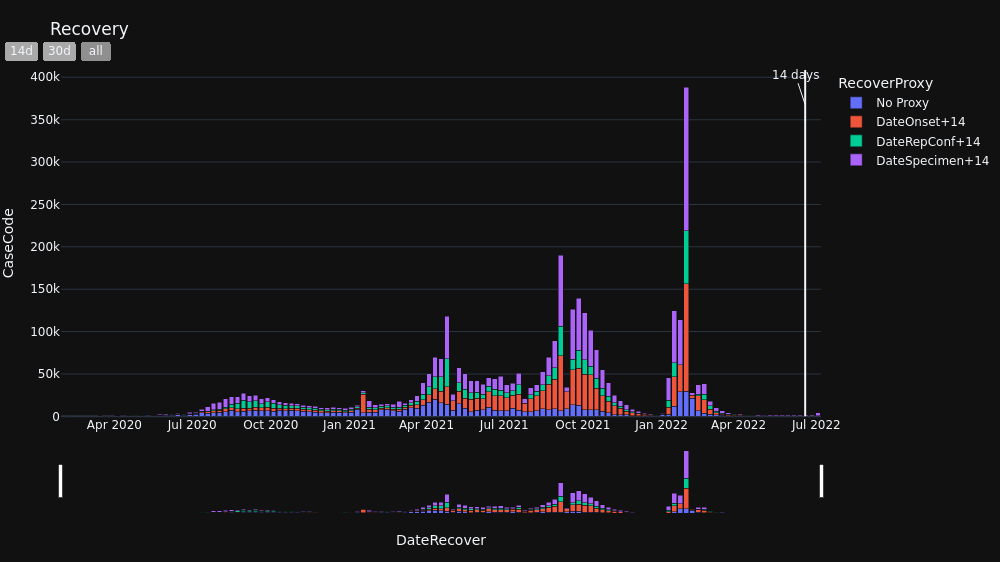 Recovery
14d 30d all
14 days
400k
350k
300k
250k
200k
150k
100k
50k
0
CaseCode
Apr 2020 Jul 2020 Oct 2020 Jan 2021 Apr 2021 Jul 2021 Oct 2021 Jan 2022 Apr 2022 Jul 2022
DateRecover
RecoverProxy
No Proxy
DateOnset+14
DateRepConf+14
DateSpecimen+14